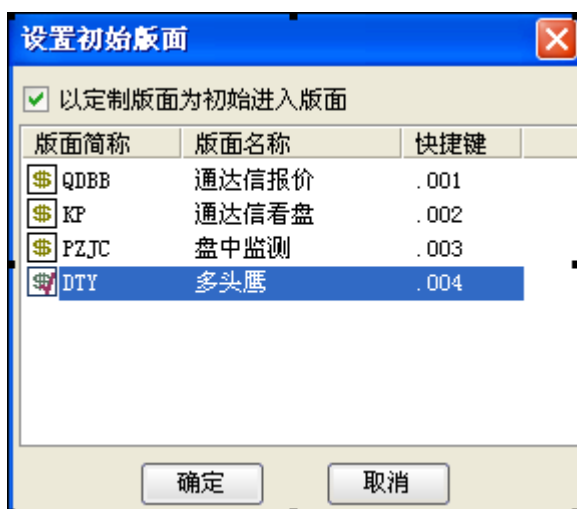 设置初始版面
以定制版面为初始进入版面
版面简称 版面名称 快捷键
QDBB 通达信报价 .001
KP 通达信看盘 .002
PZJC 盘中监测 .003
DTY 多头鹰 .004
确定 取消